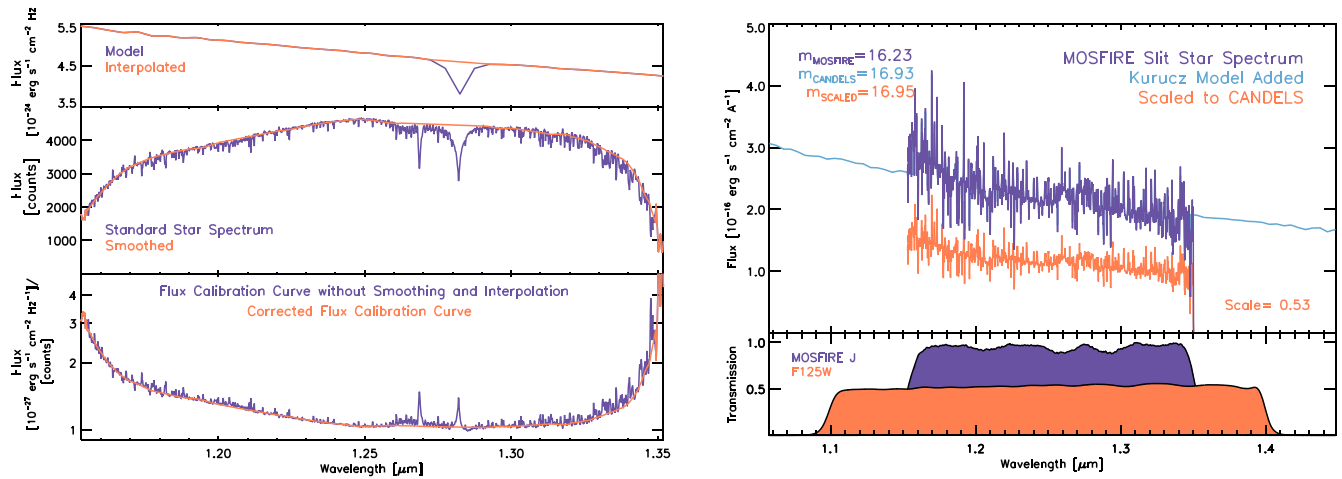 Flux
[10⁻²⁴ erg s⁻¹ cm⁻² Hz
5.5
4.5
3.5
Model
Interpolated
Flux
[counts]
4000
3000
2000
1000
Standard Star Spectrum
Smoothed
Flux
[10⁻²⁷ erg s⁻¹ cm⁻² Hz⁻¹]/
[counts]
4
3
2
1
Flux Calibration Curve without Smoothing and Interpolation
Corrected Flux Calibration Curve
1.20
1.25
1.30
1.35
Wavelength [μm]
Flux [10⁻¹⁶ erg s⁻¹ cm⁻² A⁻¹]
5.0
4.0
3.0
2.0
1.0
m_MOSFIRE=16.23
m_CANDELS=16.93
m_SCALED=16.95
MOSFIRE Slit Star Spectrum
Kurucz Model Added
Scaled to CANDELS
Scale= 0.53
Transmission
1.0
0.5
MOSFIRE J
F125W
1.1
1.2
1.3
1.4
Wavelength [μm]